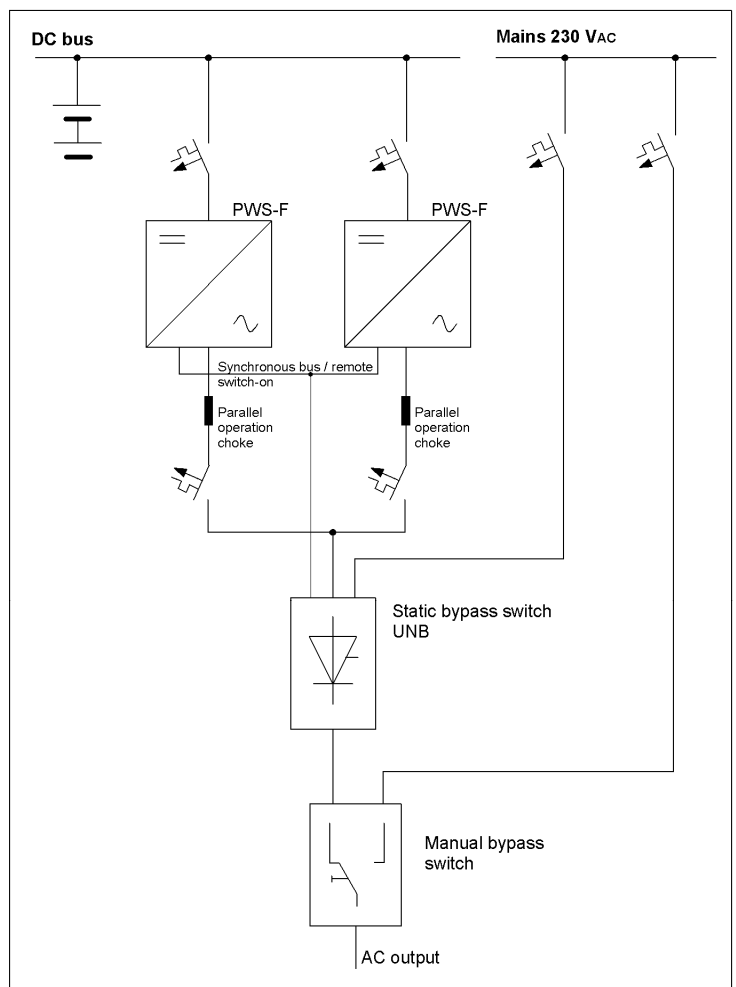 DC bus
Mains 230 VAC
PWS-F
PWS-F
Synchronous bus / remote
switch-on
Parallel
operation
choke
Parallel
operation
choke
Static bypass switch
UNB
Manual bypass
switch
AC output